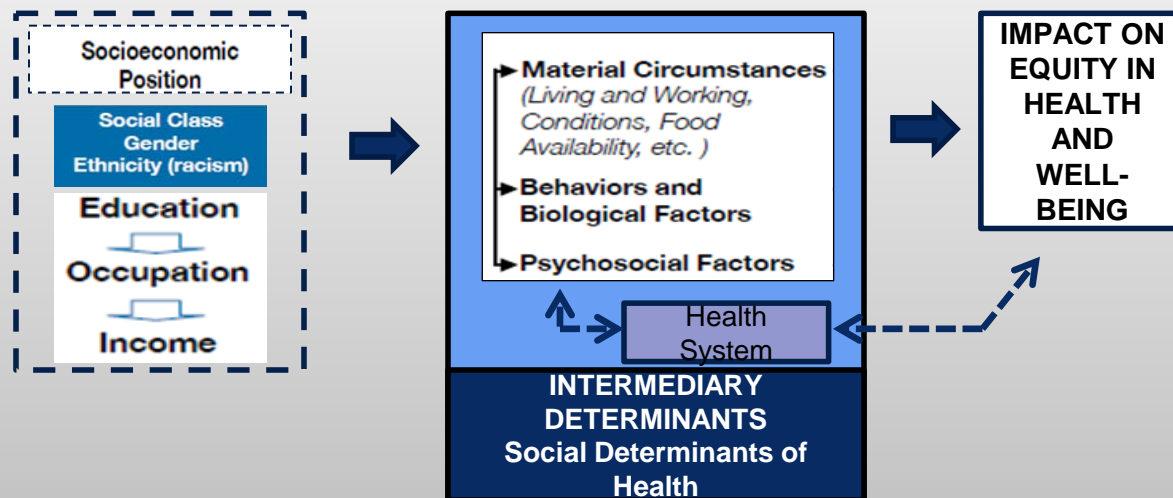 Socioeconomic
Position
Social Class
Gender
Ethnicity (racism)
Education
Occupation
Income
Material Circumstances
(Living and Working,
Conditions, Food
Availability, etc. )
Behaviors and
Biological Factors
Psychosocial Factors
Health
System
INTERMEDIARY
DETERMINANTS
Social Determinants of
Health
IMPACT ON
EQUITY IN
HEALTH
AND
WELL-
BEING